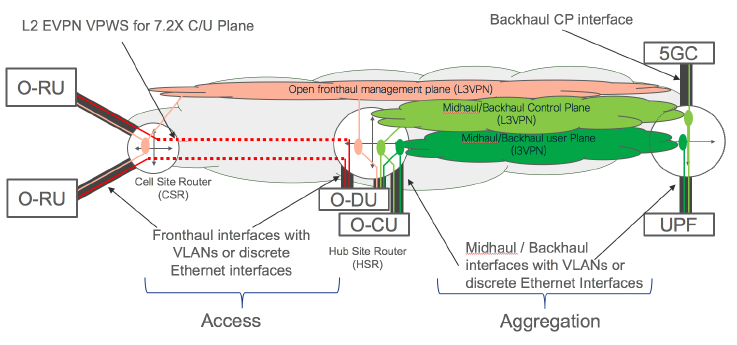 L2 EVPN VPWS for 7.2X C/U Plane
Backhaul CP interface
5GC
O-RU
Open fronthaul management plane (L3VPN)
Midhaul/Backhaul Control Plane
(L3VPN)
Midhaul/Backhaul user Plane
(l3VPN)
Cell Site Router
(CSR)
O-RU
O-DU
O-CU
UPF
Fronthaul interfaces with
VLANs or discrete
Ethernet interfaces
Hub Site Router
(HSR)
Midhaul / Backhaul
interfaces with VLANs or
discrete Ethernet Interfaces
Access
Aggregation